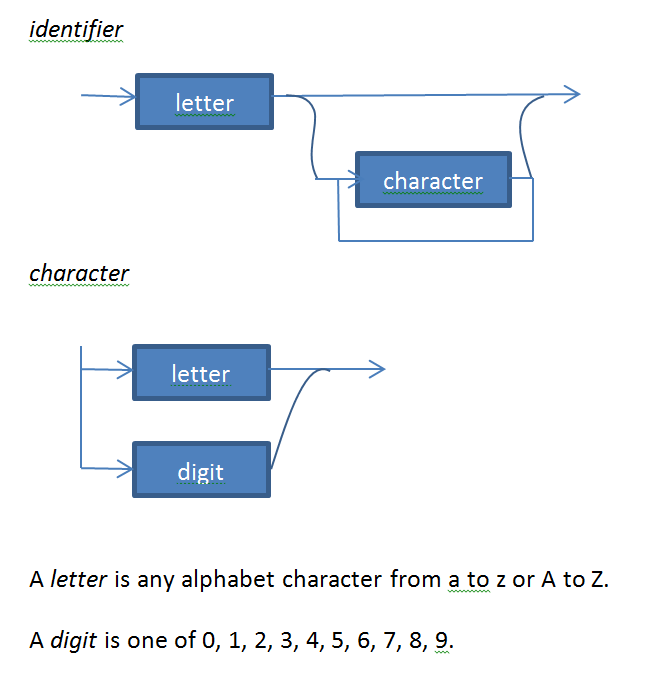 identifier
letter
character
character
letter
digit
A letter is any alphabet character from a to z or A to Z.
A digit is one of 0, 1, 2, 3, 4, 5, 6, 7, 8, 9.